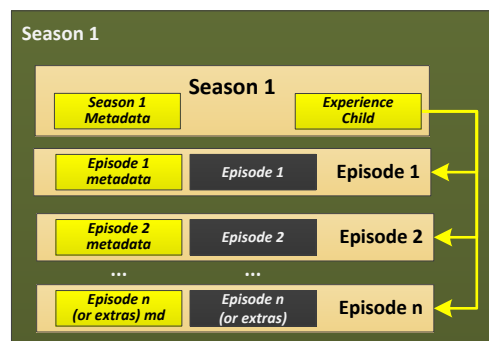 Season 1
Season 1
Season 1
Metadata
Experience
Child
Episode 1
metadata
Episode 1
Episode 1
Episode 2
metadata
Episode 2
Episode 2
... ...
Episode n
(or extras) md
Episode n
(or extras)
Episode n